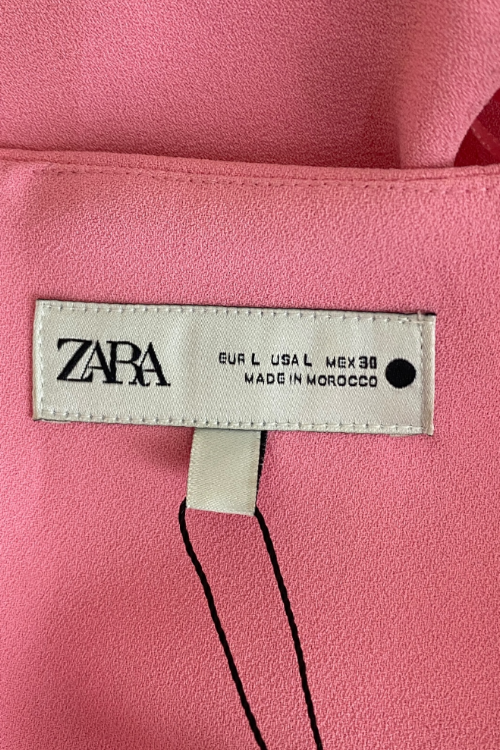 ZARA
EUR L USA L MEX 30
MADE IN MOROCCO